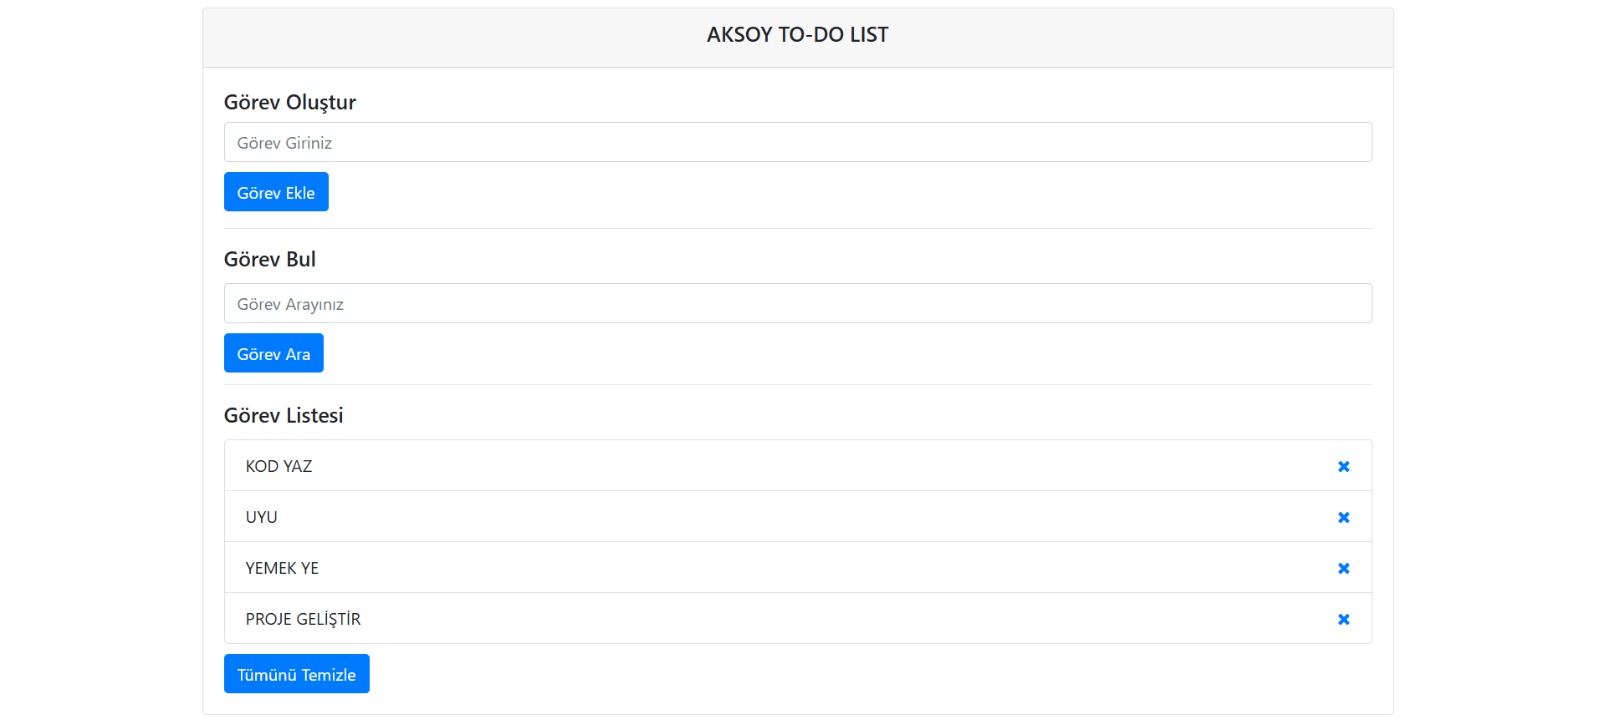 AKSOY TO-DO LIST
Görev Oluştur
Görev Giriniz
Görev Ekle
Görev Bul
Görev Arayınız
Görev Ara
Görev Listesi
KOD YAZ
UYU
YEMEK YE
PROJE GELİŞTİR
Tümünü Temizle